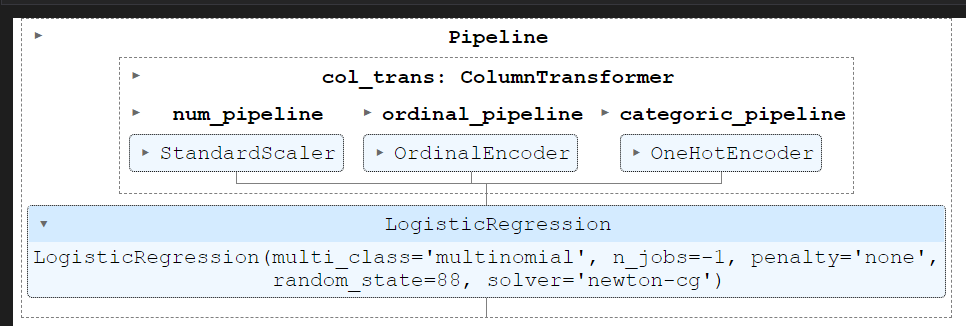 Pipeline
col_trans: ColumnTransformer
num_pipeline ordinal_pipeline categoric_pipeline
StandardScaler OrdinalEncoder OneHotEncoder
LogisticRegression
LogisticRegression(multi_class='multinomial', n_jobs=-1, penalty='none',
random_state=88, solver='newton-cg')